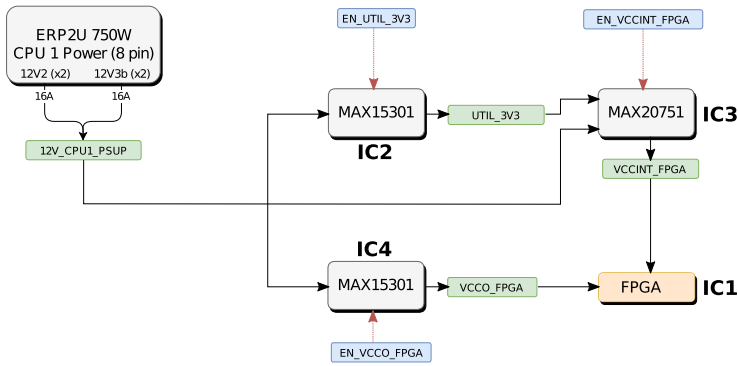 ERP2U 750W
CPU 1 Power (8 pin)
12V2 (x2) 12V3b (x2)
16A 16A
12V_CPU1_PSUP
EN_UTIL_3V3
MAX15301
IC2
UTIL_3V3
EN_VCCINT_FPGA
MAX20751
IC3
VCCINT_FPGA
IC4
MAX15301
VCCO_FPGA
EN_VCCO_FPGA
FPGA
IC1